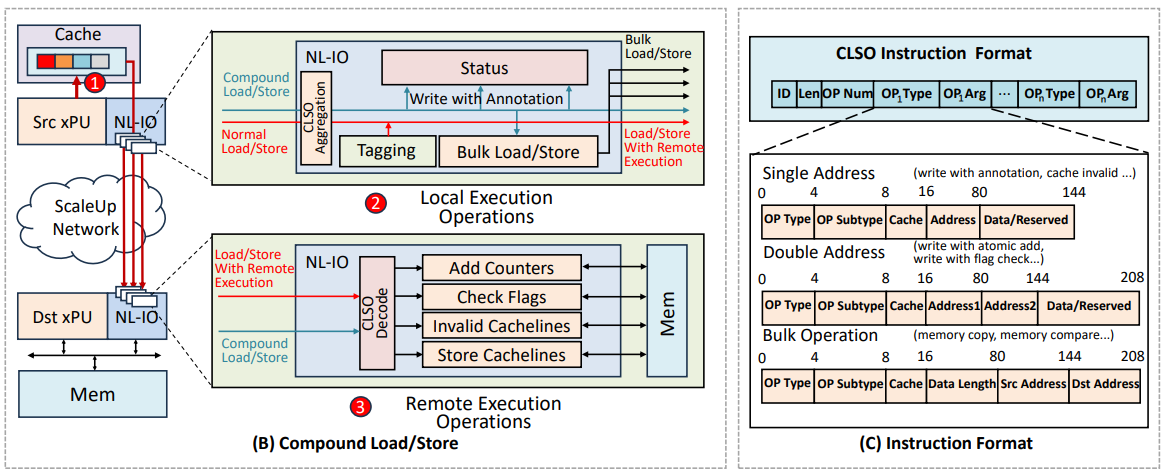 Cache
1
Src xPU
NL-IO
ScaleUp
Network
Dst xPU
NL-IO
Mem
NL-IO
Status
Bulk
Load/Store
Compound
Load/Store
CLSO
Aggregation
Write with Annotation
Normal
Load/Store
Tagging
Bulk Load/Store
Load/Store
With Remote
Execution
2
Local Execution
Operations
Load/Store
With Remote
Execution
NL-IO
CLSO
Decode
Add Counters
Check Flags
Invalid Cachelines
Store Cachelines
Mem
Compound
Load/Store
3
Remote Execution
Operations
(B) Compound Load/Store
CLSO Instruction Format
ID Len OP Num OP1 Type OP1 Arg ... OPn Type OPn Arg
Single Address (write with annotation, cache invalid ...)
0 4 8 16 80 144
OP Type OP Subtype Cache Address Data/Reserved
Double Address (write with atomic add,
write with flag check...)
0 4 8 16 80 144 208
OP Type OP Subtype Cache Address1 Address2 Data/Reserved
Bulk Operation (memory copy, memory compare...)
0 4 8 16 80 144 208
OP Type OP Subtype Cache Data Length Src Address Dst Address
(C) Instruction Format